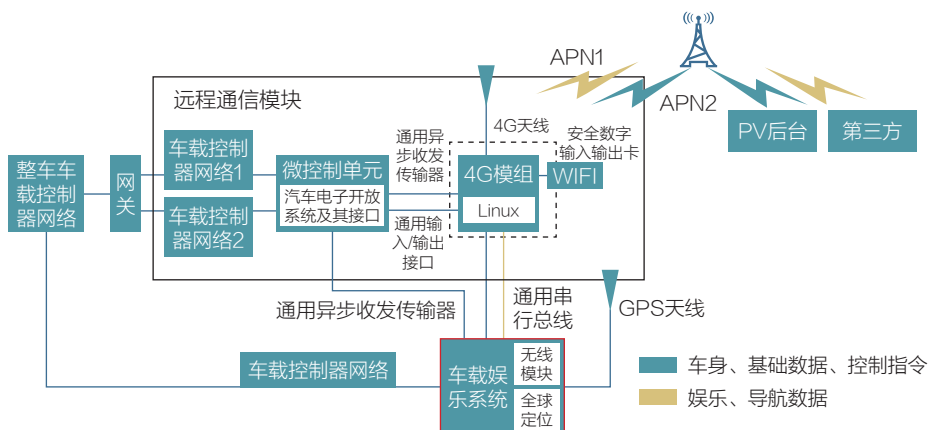 APN1
APN2
远程通信模块
4G天线
PV后台
第三方
通用异
步收发
传输器
安全数字
输入输出卡
车载控制
器网络1
微控制单元
汽车电子开放
系统及其接口
4G模组
Linux
WIFI
整车车
载控制
器网络
网
关
车载控制
器网络2
通用输
入/输出
接口
通用异步收发传输器
通用串
行总线
GPS天线
车载控制器网络
车载娱
乐系统
无线
模块
全球
定位
车身、基础数据、控制指令
娱乐、导航数据